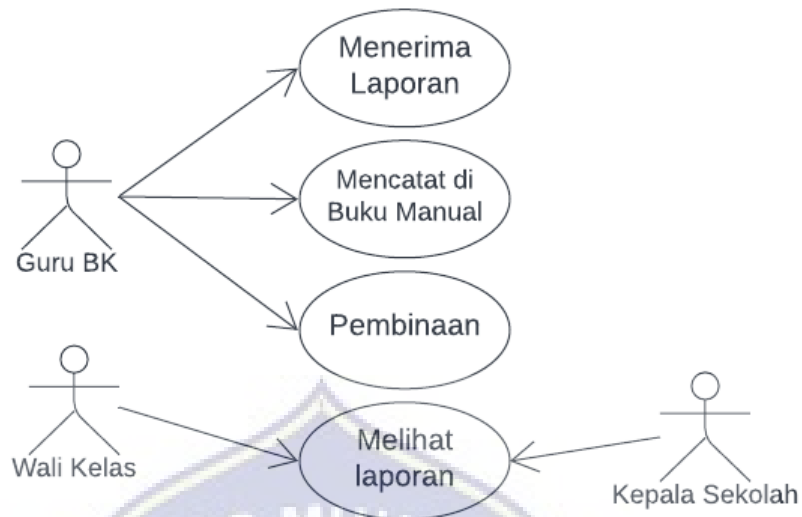 Menerima
Laporan
Mencatat di
Buku Manual
Guru BK
Pembinaan
Wali Kelas
Melihat
laporan
Kepala Sekolah